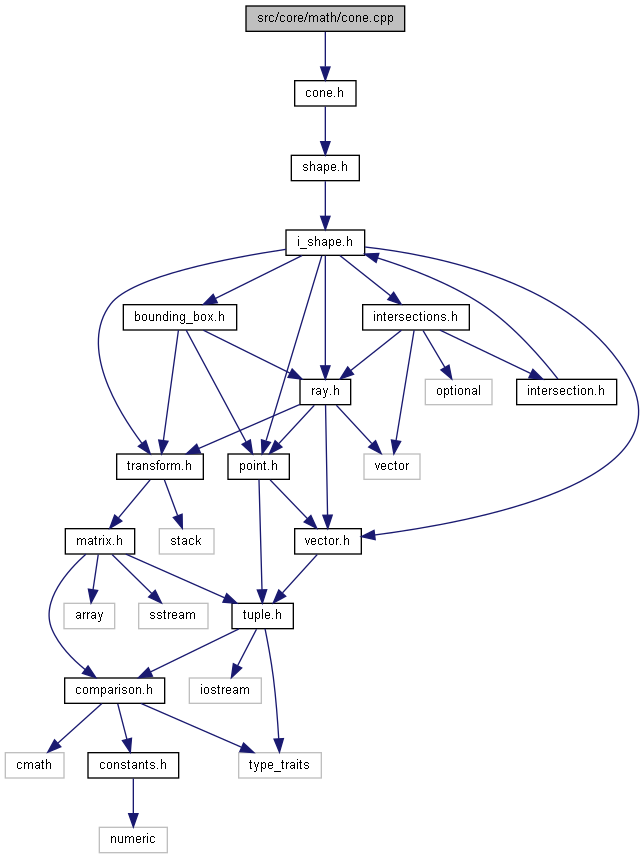 src/core/math/cone.cpp
cone.h
shape.h
i_shape.h
bounding_box.h
intersections.h
ray.h
optional
intersection.h
transform.h
point.h
vector
matrix.h
stack
vector.h
array
sstream
tuple.h
comparison.h
iostream
cmath
constants.h
type_traits
numeric